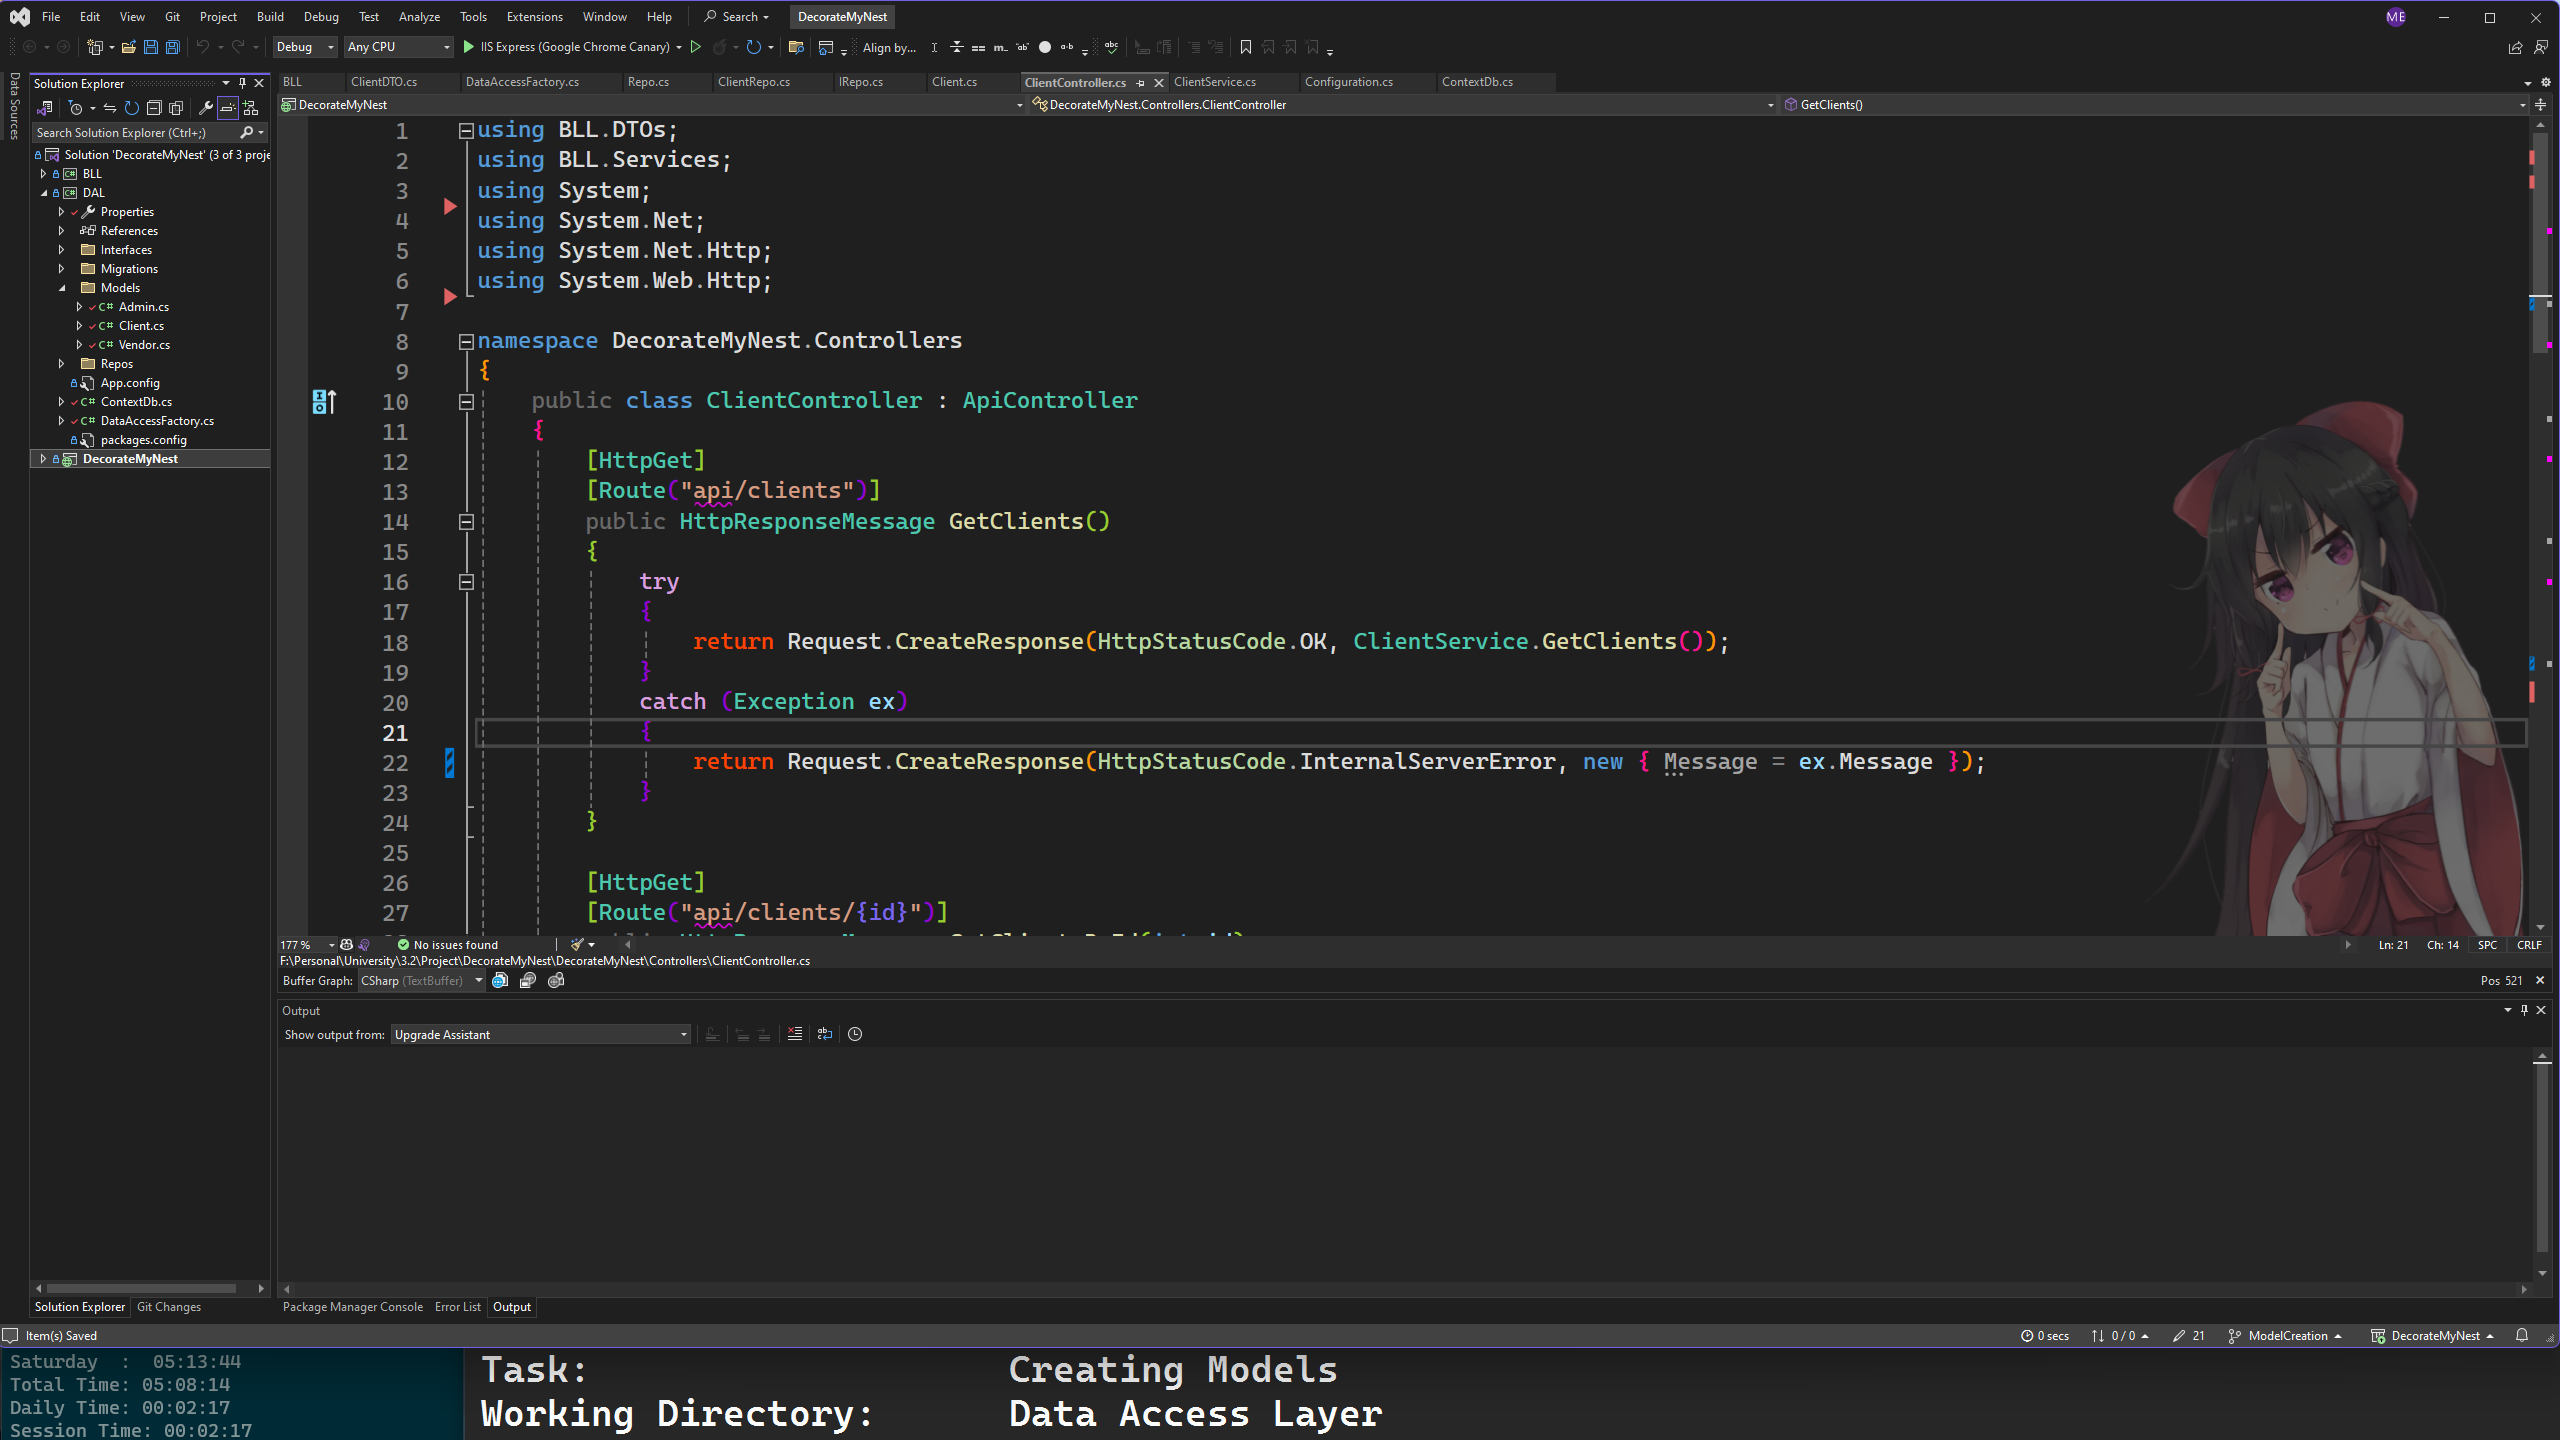 File Edit View Git Project Build Debug Test Analyze Tools Extensions Window Help Search DecorateMyNest ME
Debug Any CPU IIS Express (Google Chrome Canary) Align by...
Data Sources
Solution Explorer
Search Solution Explorer (Ctrl+;)
Solution 'DecorateMyNest' (3 of 3 proje
BLL
DAL
Properties
References
Interfaces
Migrations
Models
C# Admin.cs
C# Client.cs
C# Vendor.cs
Repos
App.config
C# ContextDb.cs
C# DataAccessFactory.cs
packages.config
DecorateMyNest
BLL ClientDTO.cs DataAccessFactory.cs Repo.cs ClientRepo.cs IRepo.cs Client.cs ClientController.cs ClientService.cs Configuration.cs ContextDb.cs
DecorateMyNest DecorateMyNest.Controllers.ClientController GetClients()
1 using BLL.DTOs;
2 using BLL.Services;
3 using System;
4 using System.Net;
5 using System.Net.Http;
6 using System.Web.Http;
7
8 namespace DecorateMyNest.Controllers
9 {
10 public class ClientController : ApiController
11 {
12 [HttpGet]
13 [Route("api/clients")]
14 public HttpResponseMessage GetClients()
15 {
16 try
17 {
18 return Request.CreateResponse(HttpStatusCode.OK, ClientService.GetClients());
19 }
20 catch (Exception ex)
21 {
22 return Request.CreateResponse(HttpStatusCode.InternalServerError, new { Message = ex.Message });
23 }
24 }
25
26 [HttpGet]
27 [Route("api/clients/{id}")]
177 % No issues found Ln: 21 Ch: 14 SPC CRLF
F:\Personal\University\3.2\Project\DecorateMyNest\DecorateMyNest\Controllers\ClientController.cs
Buffer Graph: CSharp (TextBuffer) Pos 521
Output
Show output from: Upgrade Assistant
Solution Explorer Git Changes
Package Manager Console Error List Output
Item(s) Saved 0 secs 0 / 0 21 ModelCreation DecorateMyNest
Saturday : 05:13:44
Total Time: 05:08:14
Daily Time: 00:02:17
Session Time: 00:02:17
Task: Creating Models
Working Directory: Data Access Layer